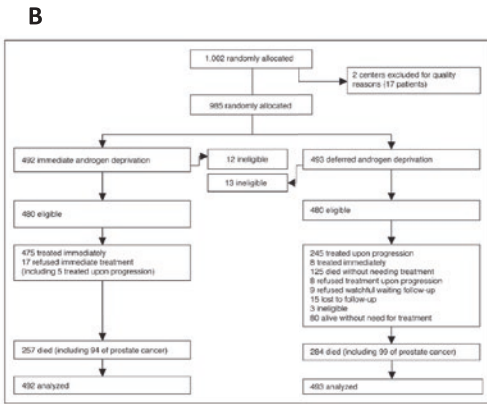 B
1,002 randomly allocated
2 centers excluded for quality
reasons (17 patients)
985 randomly allocated
492 immediate androgen deprivation
12 ineligible
493 deferred androgen deprivation
13 ineligible
480 eligible
480 eligible
475 treated immediately
17 refused immediate treatment
(including 5 treated upon progression)
245 treated upon progression
8 treated immediately
125 died without needing treatment
8 refused treatment upon progression
9 refused watchful waiting follow-up
15 lost to follow-up
3 ineligible
80 alive without need for treatment
257 died (including 94 of prostate cancer)
284 died (including 99 of prostate cancer)
492 analyzed
493 analyzed